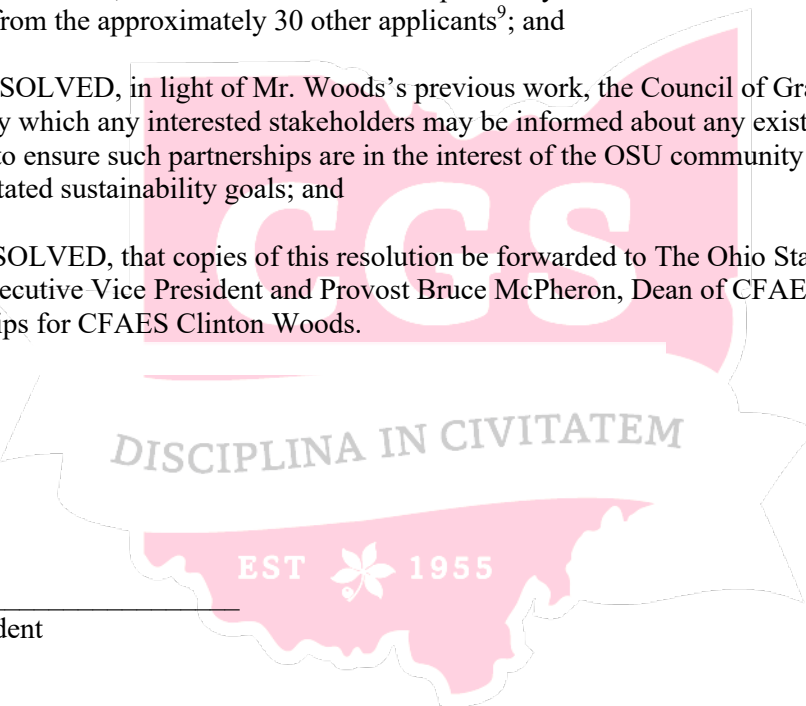 from the approximately 30 other applicants9; and
SOLVED, in light of Mr. Woods’s previous work, the Council of Gra
y which any interested stakeholders may be informed about any exist
to ensure such partnerships are in the interest of the OSU community
tated sustainability goals; and
SOLVED, that copies of this resolution be forwarded to The Ohio Sta
ecutive Vice President and Provost Bruce McPheron, Dean of CFAE
ips for CFAES Clinton Woods.
CGS
DISCIPLINA IN CIVITATEM
EST 1955
dent